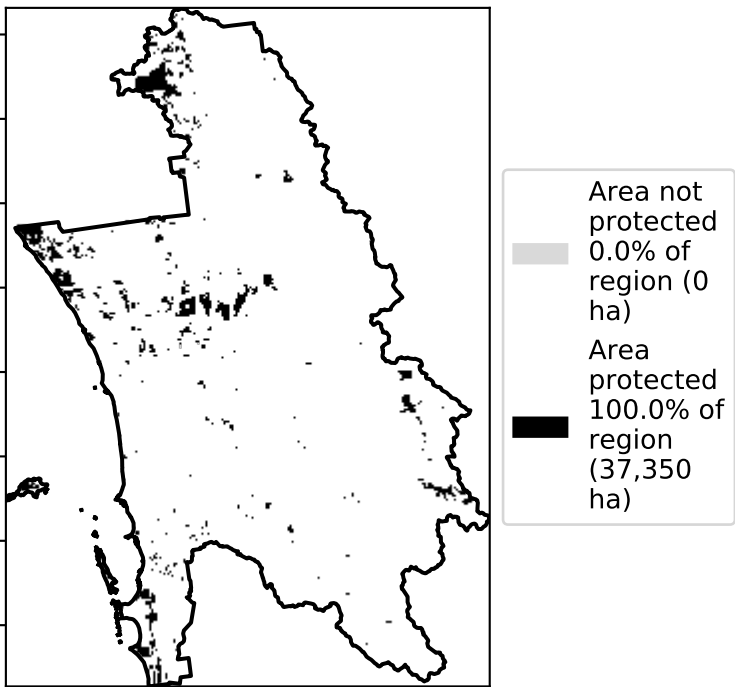 Area not
protected
0.0% of
region (0
ha)
Area
protected
100.0% of
region
(37,350
ha)